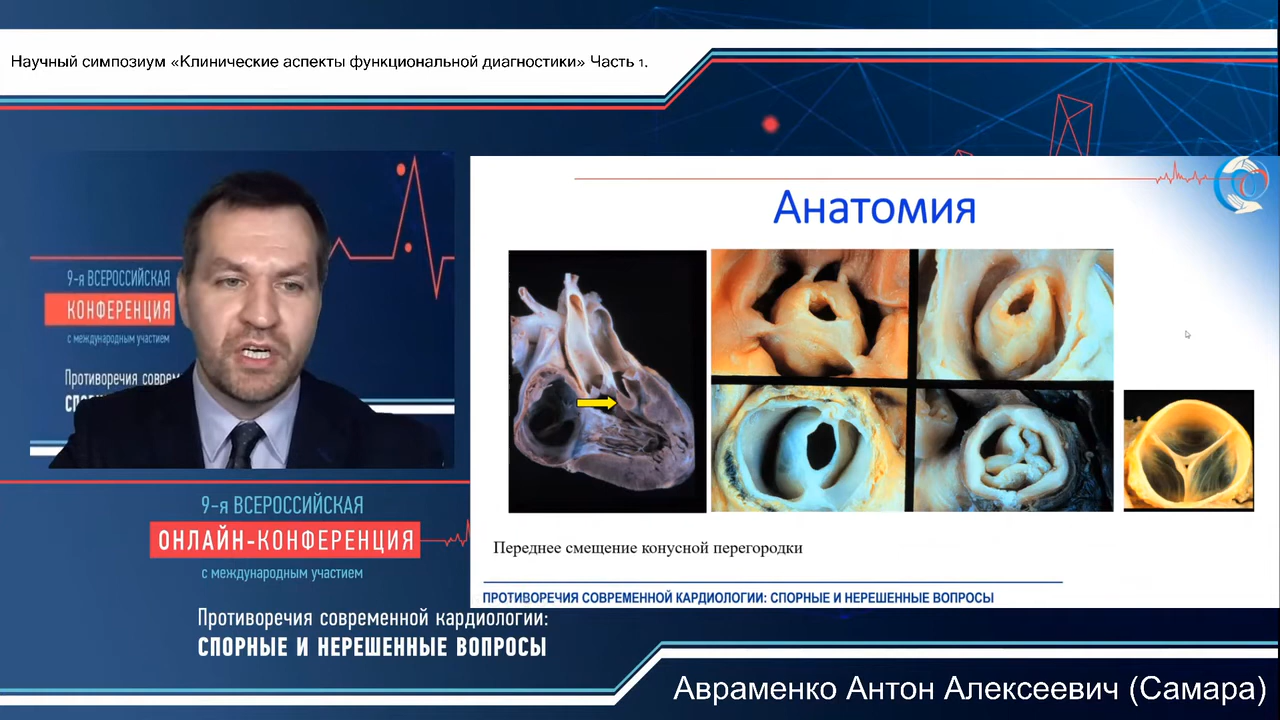 Научный симпозиум «Клинические аспекты функциональной диагностики» Часть 1.
9-я ВСЕРОССИЙСКАЯ
КОНФЕРЕНЦИЯ
с международным участием
Противоречия
Анатомия
Переднее смещение конусной перегородки
ПРОТИВОРЕЧИЯ СОВРЕМЕННОЙ КАРДИОЛОГИИ: СПОРНЫЕ И НЕРЕШЕННЫЕ ВОПРОСЫ
9-я ВСЕРОССИЙСКАЯ
ОНЛАЙН-КОНФЕРЕНЦИЯ
с международным участием
Противоречия современной кардиологии:
СПОРНЫЕ И НЕРЕШЕННЫЕ ВОПРОСЫ
Авраменко Антон Алексеевич (Самара)